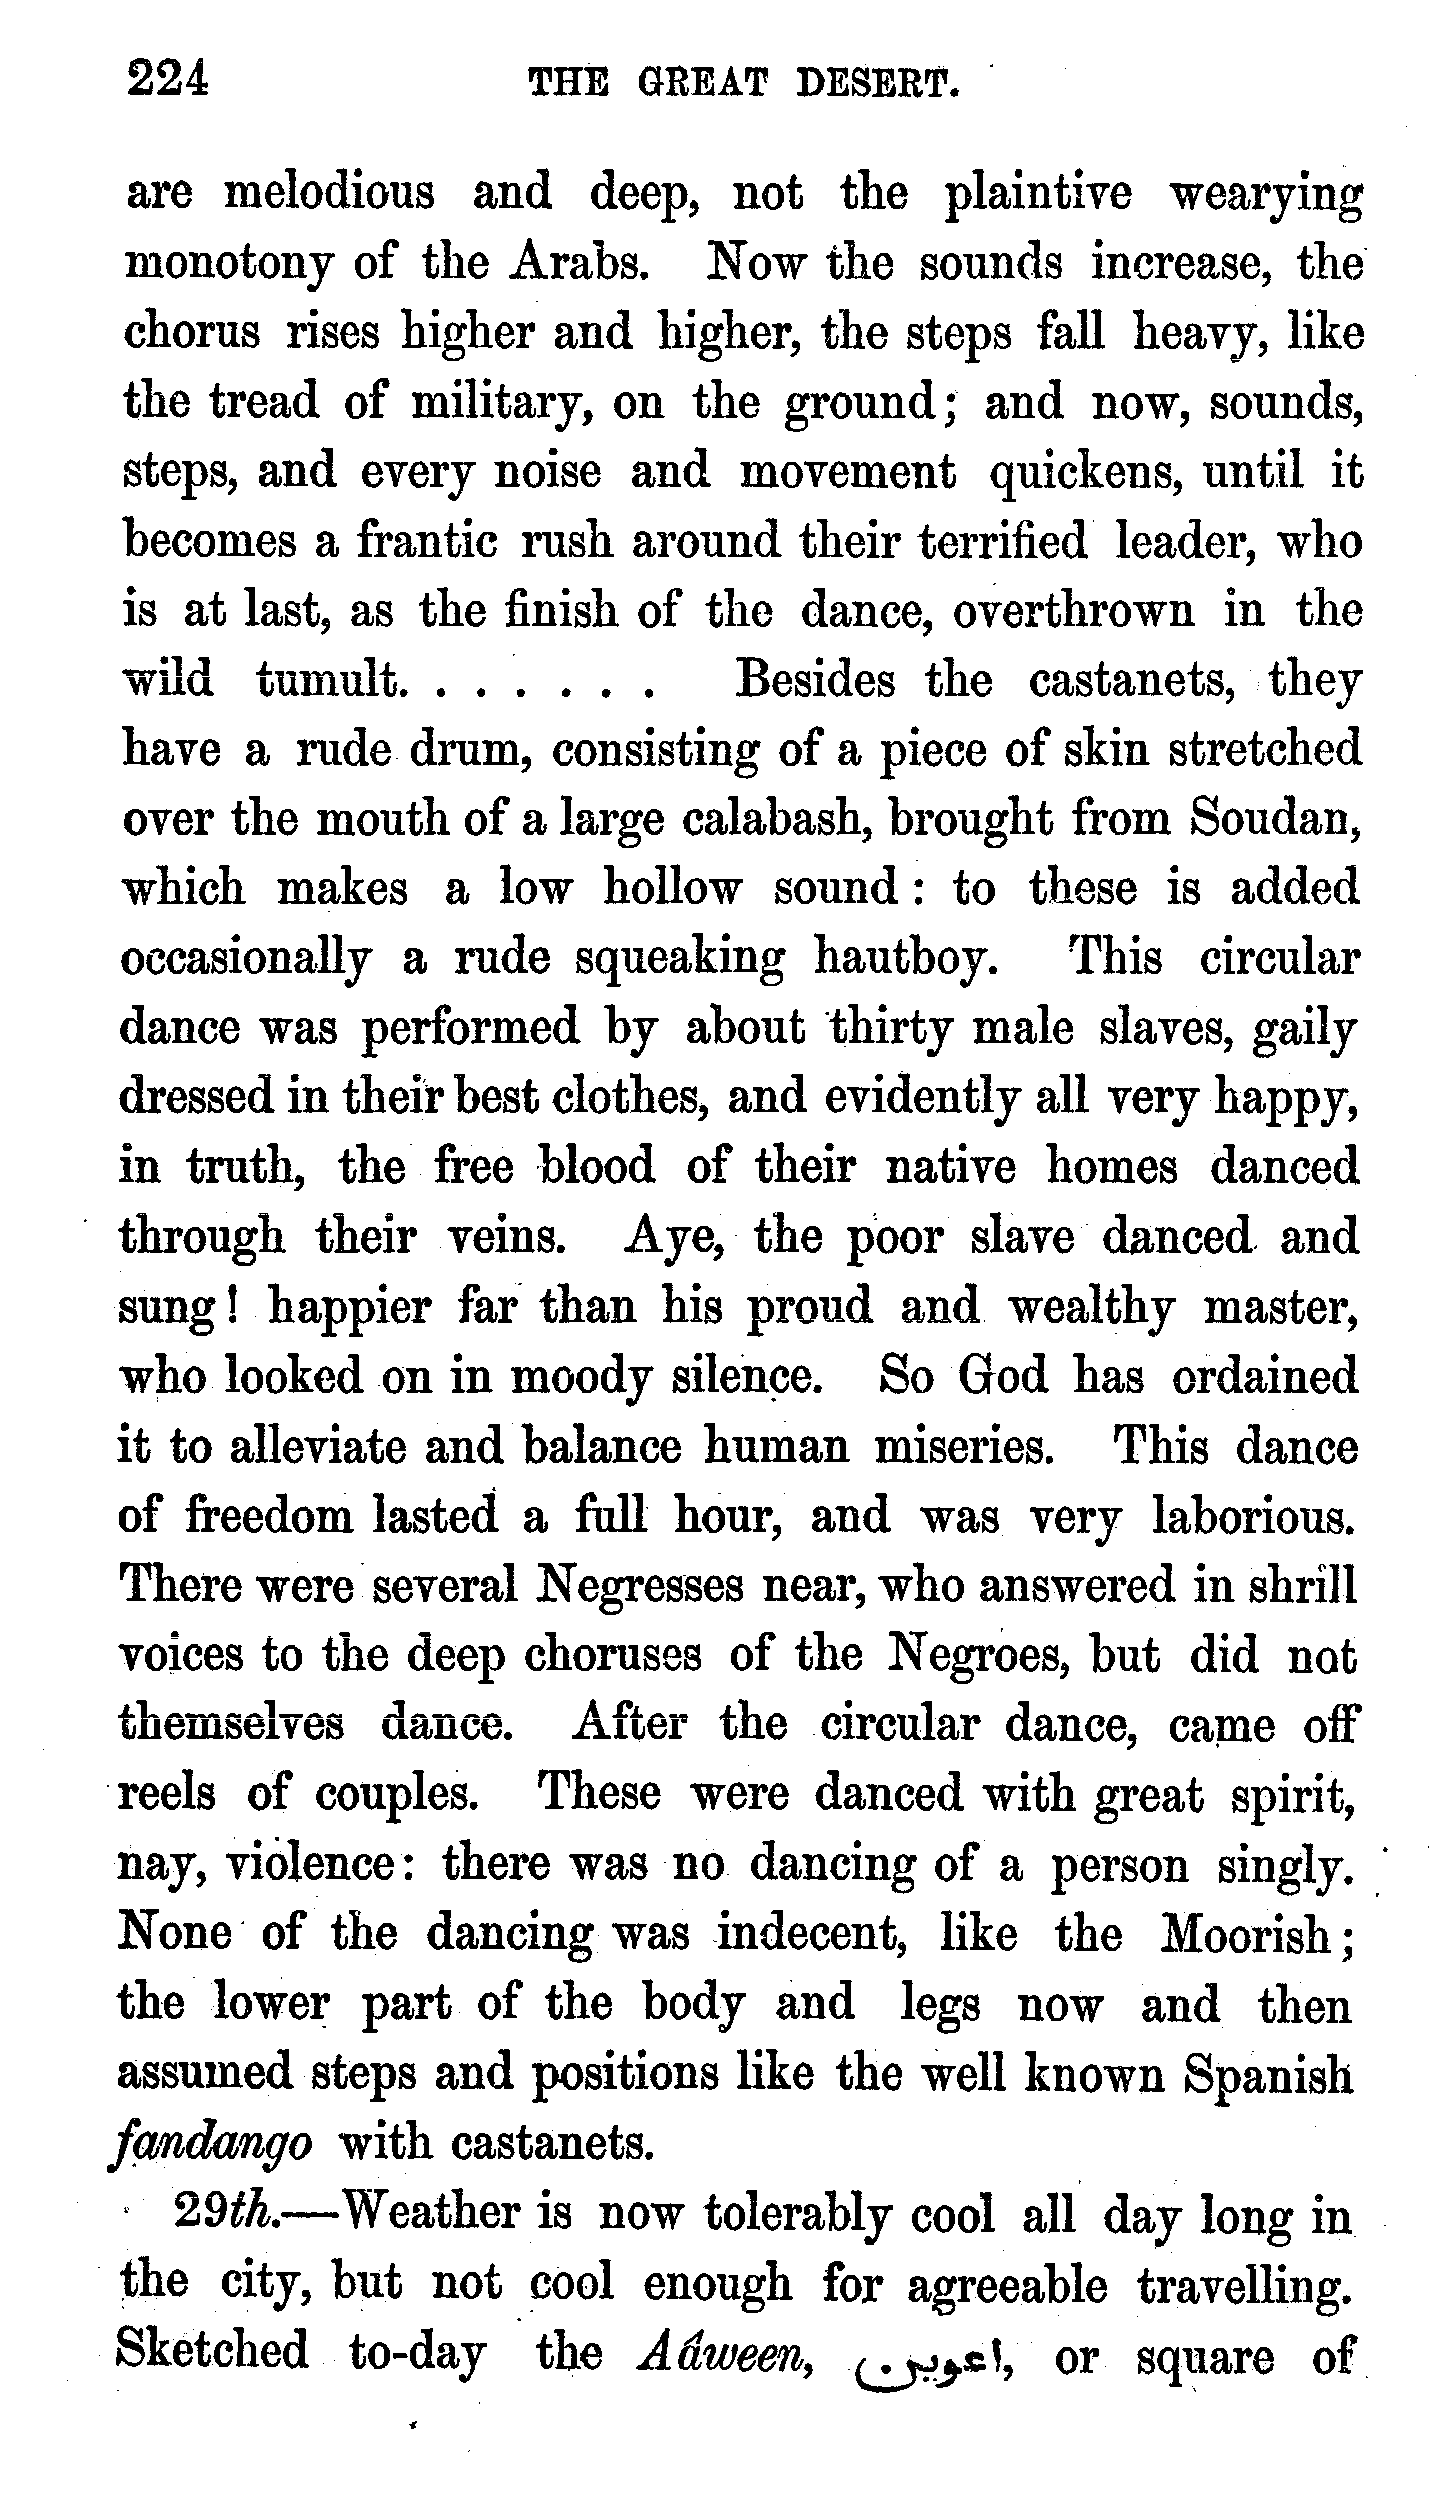 224 THE GREAT DESERT.
are melodious and deep, not the plaintive wearying
monotony of the Arabs. Now the sounds increase, the
chorus rises higher and higher, the steps fall heavy, like
the tread of military, on the ground; and now, sounds,
steps, and every noise and movement quickens, until it
becomes a frantic rush around their terrified leader, who
is at last, as the finish of the dance, overthrown in the
wild tumult. . . . . . . Besides the castanets, they
have a rude drum, consisting of a piece of skin stretched
over the mouth of a large calabash, brought from Soudan,
which makes a low hollow sound: to these is added
occasionally a rude squeaking hautboy. This circular
dance was performed by about thirty male slaves, gaily
dressed in their best clothes, and evidently all very happy,
in truth, the free blood of their native homes danced
through their veins. Aye, the poor slave danced and
sung! happier far than his proud and wealthy master,
who looked on in moody silence. So God has ordained
it to alleviate and balance human miseries. This dance
of freedom lasted a full hour, and was very laborious.
There were several Negresses near, who answered in shrill
voices to the deep choruses of the Negroes, but did not
themselves dance. After the circular dance, came off
reels of couples. These were danced with great spirit,
nay, violence: there was no dancing of a person singly.
None of the dancing was indecent, like the Moorish;
the lower part of the body and legs now and then
assumed steps and positions like the well known Spanish
fandango with castanets.
29th.—Weather is now tolerably cool all day long in
the city, but not cool enough for agreeable travelling.
Sketched to-day the Aâween, اعوين, or square of